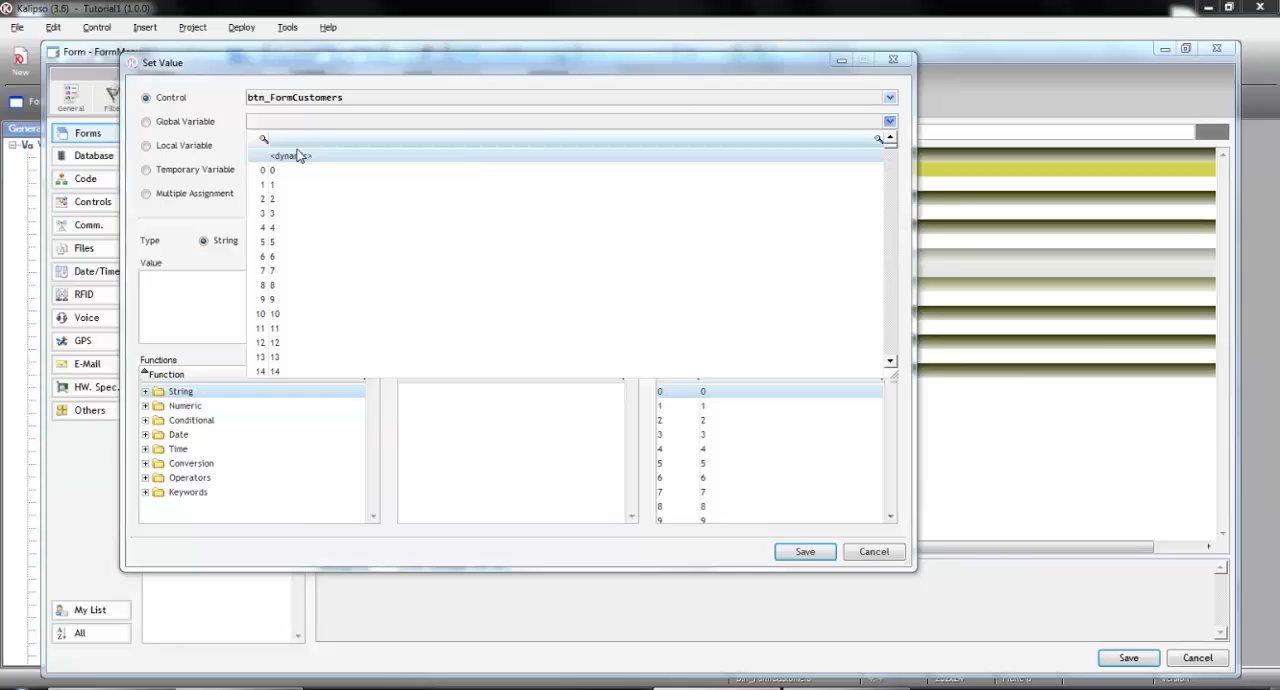 Kalipso (3.6) - Tutorial1 (1.0.0)
File Edit Control Insert Project Deploy Tools Help
Form -
Set Value
New
General
Control btn_FormCustomers
Global Variable
Local Variable
Temporary Variable
Multiple Assignment
Type String
Value
Forms
Database
Code
Controls
Comm.
Files
Date/Time
RFID
Voice
GPS
E-Mail
HW. Spec.
Others
My List
All
0 0
1 1
2 2
3 3
4 4
5 5
6 6
7 7
8 8
9 9
10 10
11 11
12 12
13 13
14 14
Functions
Function
String
Numeric
Conditional
Date
Time
Conversion
Operators
Keywords
0 0
1 1
2 2
3 3
4 4
5 5
6 6
7 7
8 8
9 9
Save Cancel
Save Cancel